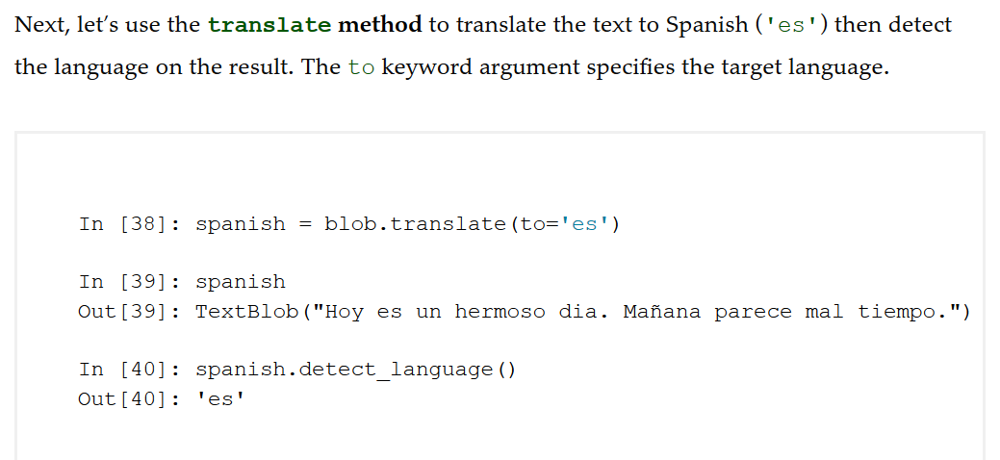 Next, let’s use the translate method to translate the text to Spanish ('es') then detect
the language on the result. The to keyword argument specifies the target language.
In [38]: spanish = blob.translate(to='es')
In [39]: spanish
Out[39]: TextBlob("Hoy es un hermoso dia. Mañana parece mal tiempo.")
In [40]: spanish.detect_language()
Out[40]: 'es'